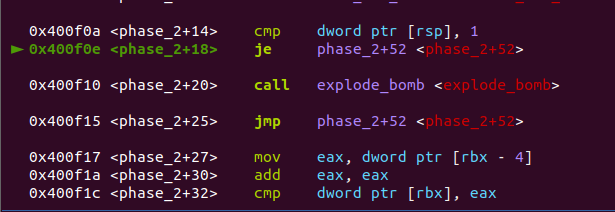 0x400f0a <phase_2+14> cmp dword ptr [rsp], 1
► 0x400f0e <phase_2+18> je phase_2+52 <phase_2+52>
0x400f10 <phase_2+20> call explode_bomb <explode_bomb>
0x400f15 <phase_2+25> jmp phase_2+52 <phase_2+52>
0x400f17 <phase_2+27> mov eax, dword ptr [rbx - 4]
0x400f1a <phase_2+30> add eax, eax
0x400f1c <phase_2+32> cmp dword ptr [rbx], eax